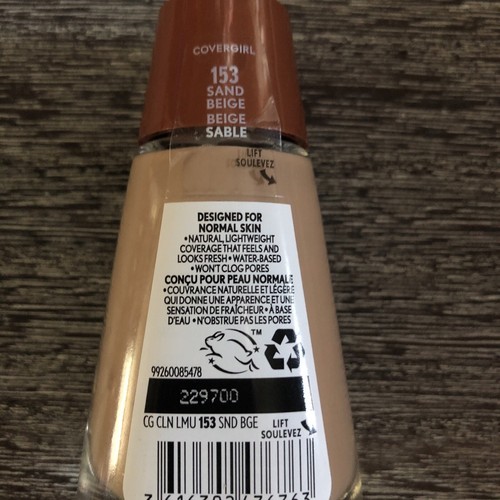 COVERGIRL
153
SAND
BEIGE
BEIGE
SABLE
LIFT
SOULEVEZ
DESIGNED FOR
NORMAL SKIN
•NATURAL, LIGHTWEIGHT
COVERAGE THAT FEELS AND
LOOKS FRESH • WATER-BASED
•WON'T CLOG PORES
CONÇU POUR PEAU NORMALE
•COUVRANCE NATURELLE ET LÉGÈRE
QUI DONNE UNE APPARENCE ET UNE
SENSATION DE FRAÎCHEUR • À BASE
D'EAU •N'OBSTRUE PAS LES PORES
TM
99260085478
229700
CG CLN LMU 153 SND BGE
LIFT
SOULEVEZ